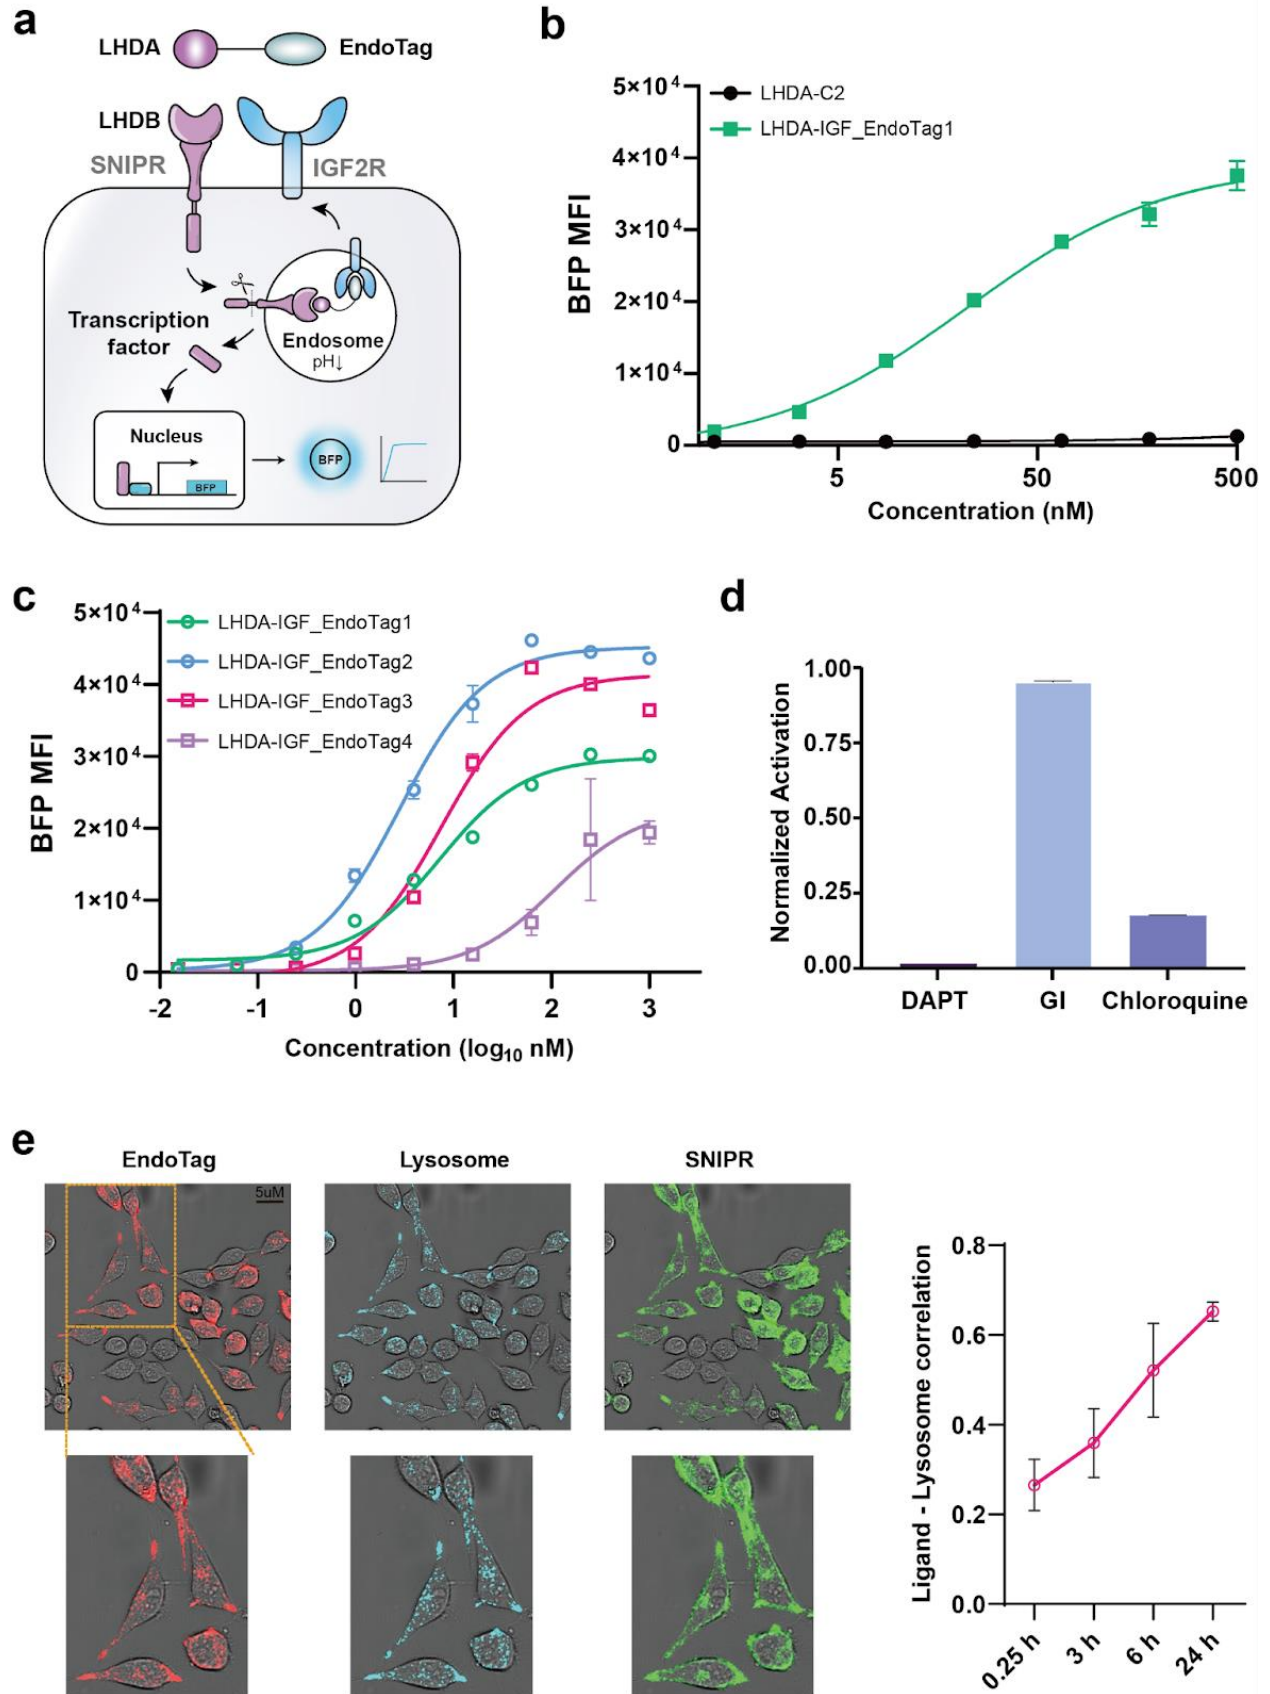 a
LHDA
EndoTag
LHDB
SNIPR
IGF2R
Transcription
factor
Endosome
pH↓
Nucleus
BFP
BFP
b
5×10⁴
4×10⁴
3×10⁴
2×10⁴
1×10⁴
0
BFP MFI
LHDA-C2
LHDA-IGF_EndoTag1
5
50
500
Concentration (nM)
c
5×10⁴
4×10⁴
3×10⁴
2×10⁴
1×10⁴
0
BFP MFI
LHDA-IGF_EndoTag1
LHDA-IGF_EndoTag2
LHDA-IGF_EndoTag3
LHDA-IGF_EndoTag4
-2
-1
0
1
2
3
Concentration (log₁₀ nM)
d
1.00
0.75
0.50
0.25
0.00
Normalized Activation
DAPT
GI
Chloroquine
e
EndoTag
Lysosome
SNIPR
5uM
0.8
0.6
0.4
0.2
0.0
Ligand - Lysosome correlation
0.25 h
3 h
6 h
24 h